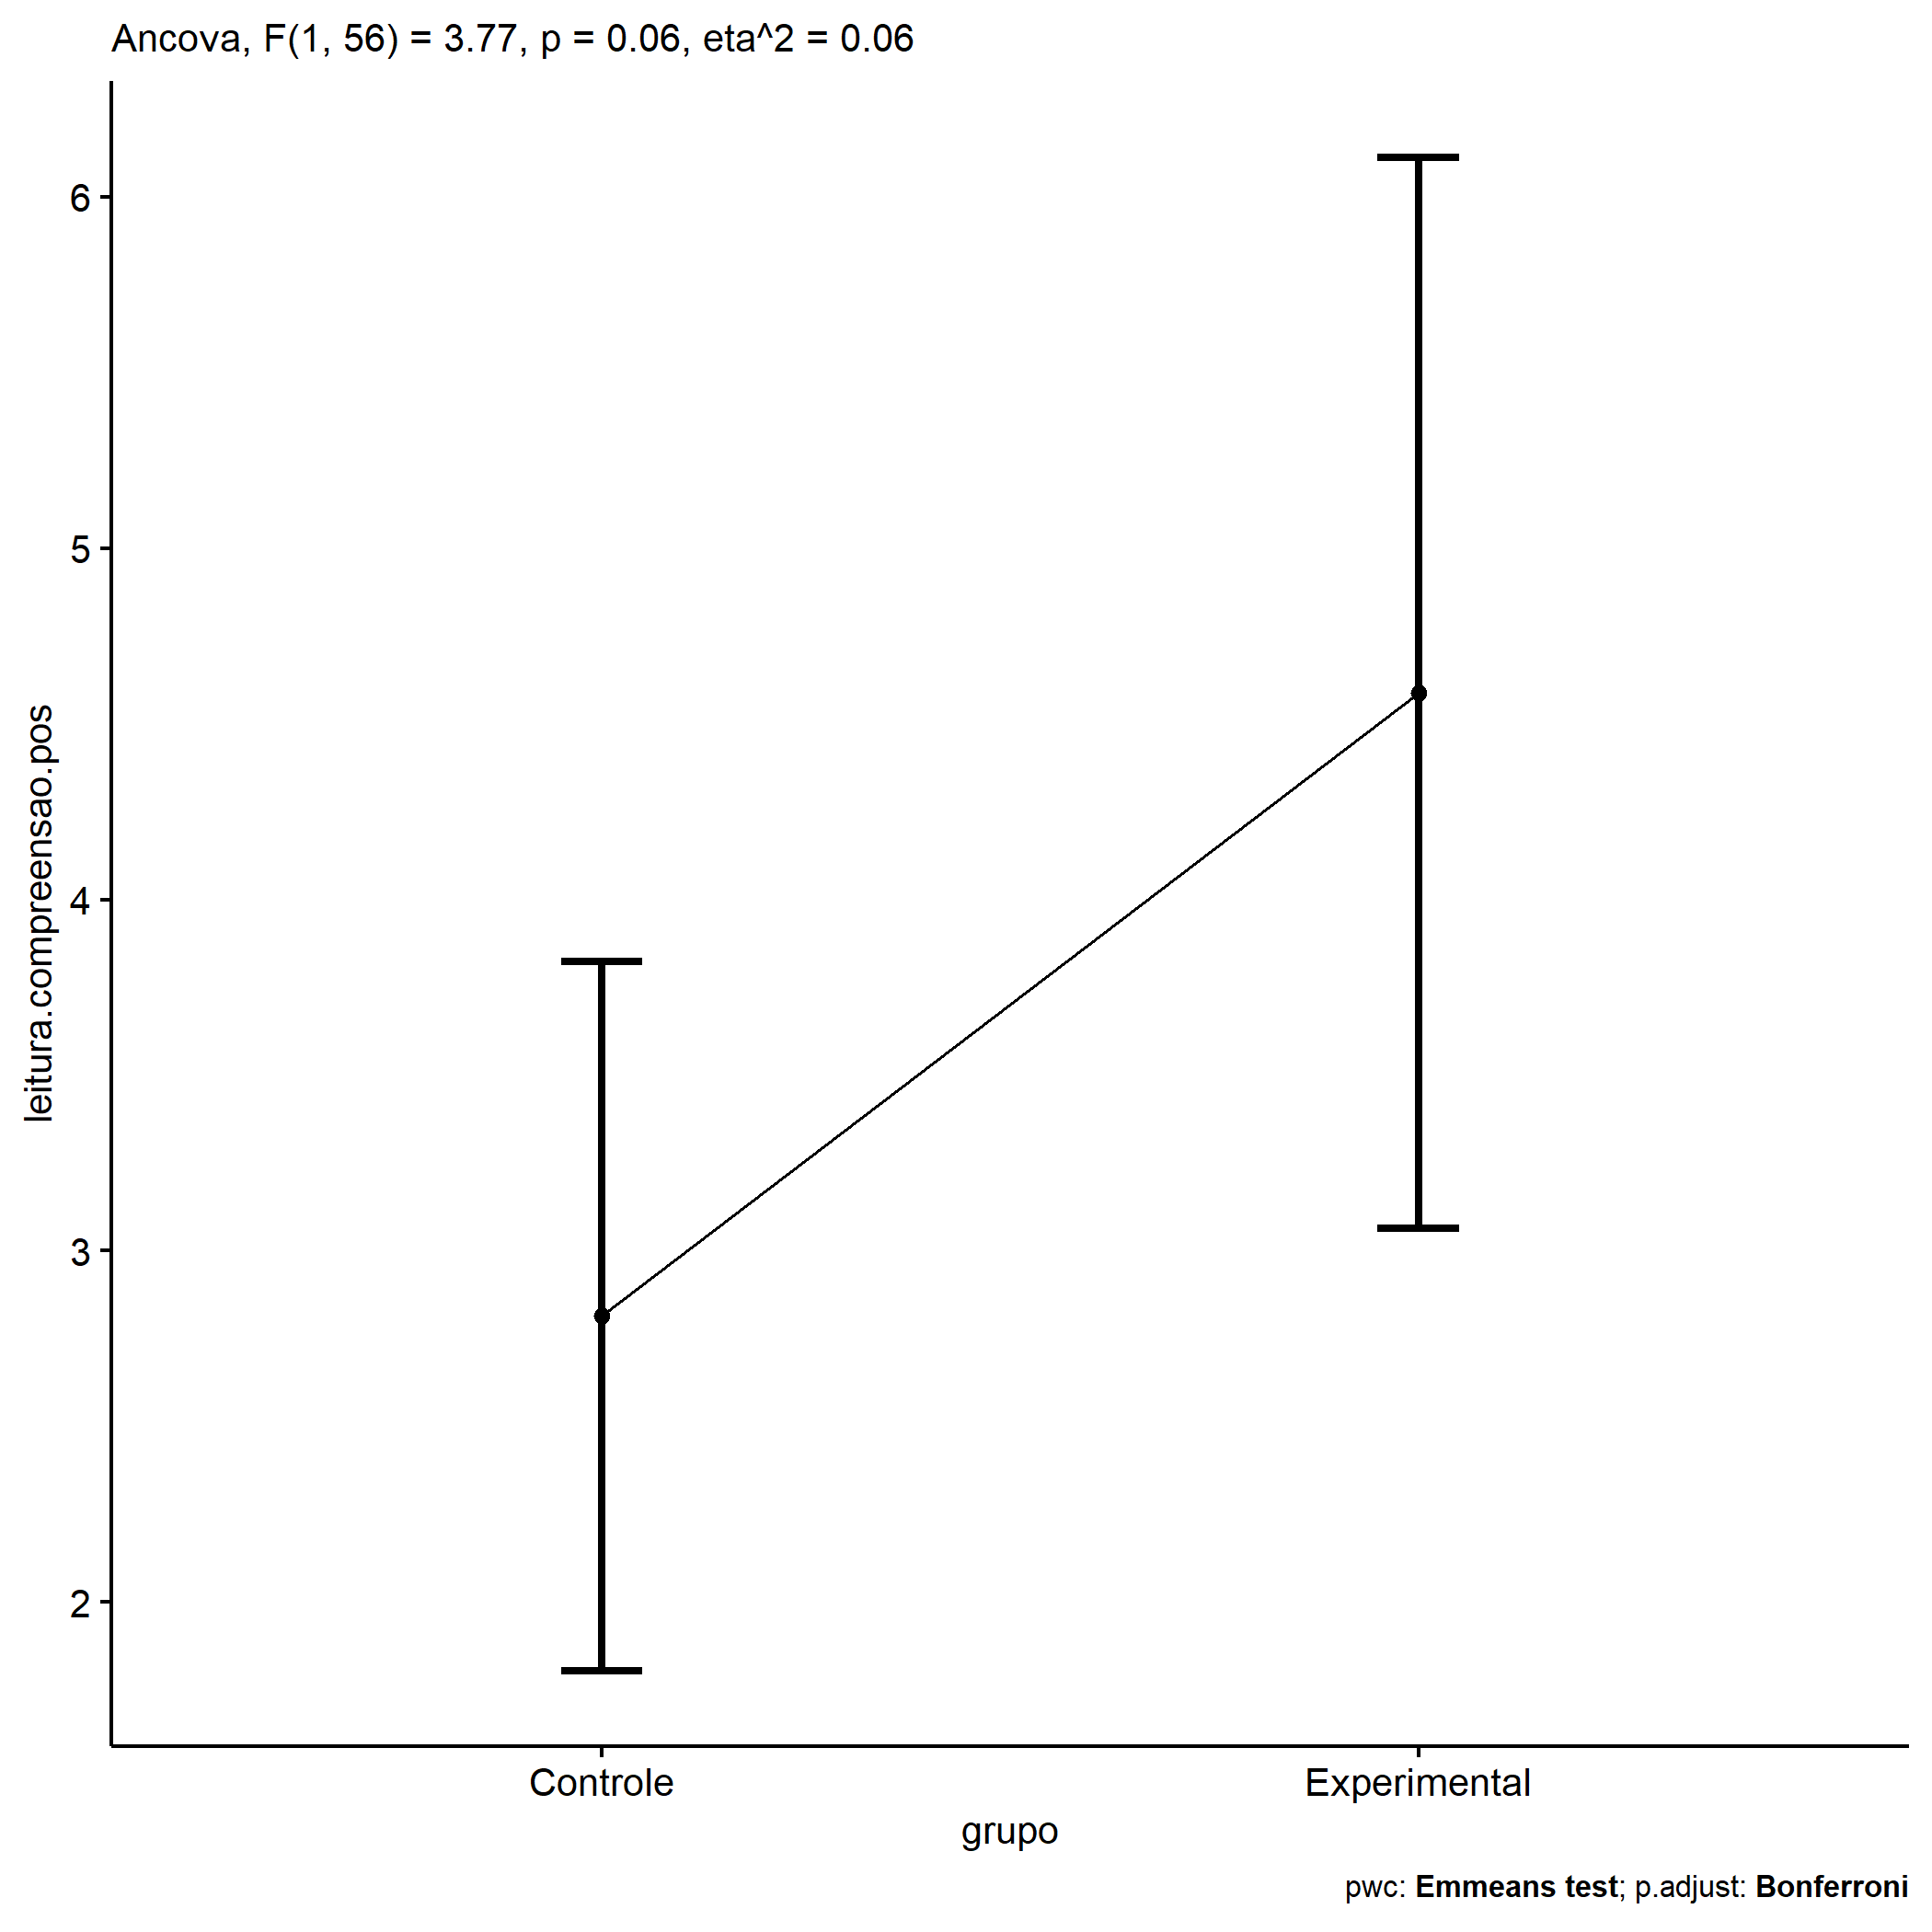 Ancova, F(1, 56) = 3.77, p = 0.06, eta^2 = 0.06
6
5
4
3
2
leitura.compreensao.pos
Controle
Experimental
grupo
pwc: Emmeans test; p.adjust: Bonferroni